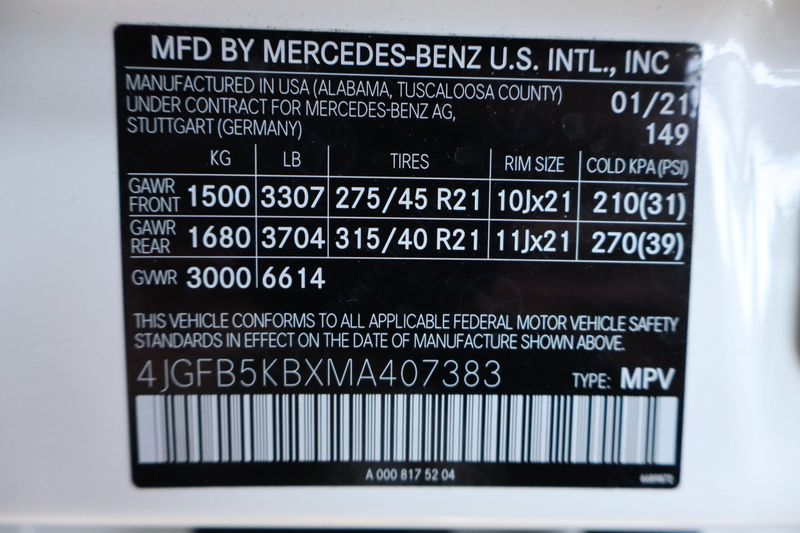 MFD BY MERCEDES-BENZ U.S. INTL., INC
MANUFACTURED IN USA (ALABAMA, TUSCALOOSA COUNTY)
UNDER CONTRACT FOR MERCEDES-BENZ AG,
STUTTGART (GERMANY)
01/21
149
KG LB TIRES RIM SIZE COLD KPA (PSI)
GAWR FRONT 1500 3307 275/45 R21 10Jx21 210(31)
GAWR REAR 1680 3704 315/40 R21 11Jx21 270(39)
GVWR 3000 6614
THIS VEHICLE CONFORMS TO ALL APPLICABLE FEDERAL MOTOR VEHICLE SAFETY
STANDARDS IN EFFECT ON THE DATE OF MANUFACTURE SHOWN ABOVE.
4JGFB5KBXMA407383 TYPE: MPV
A 000 817 52 04